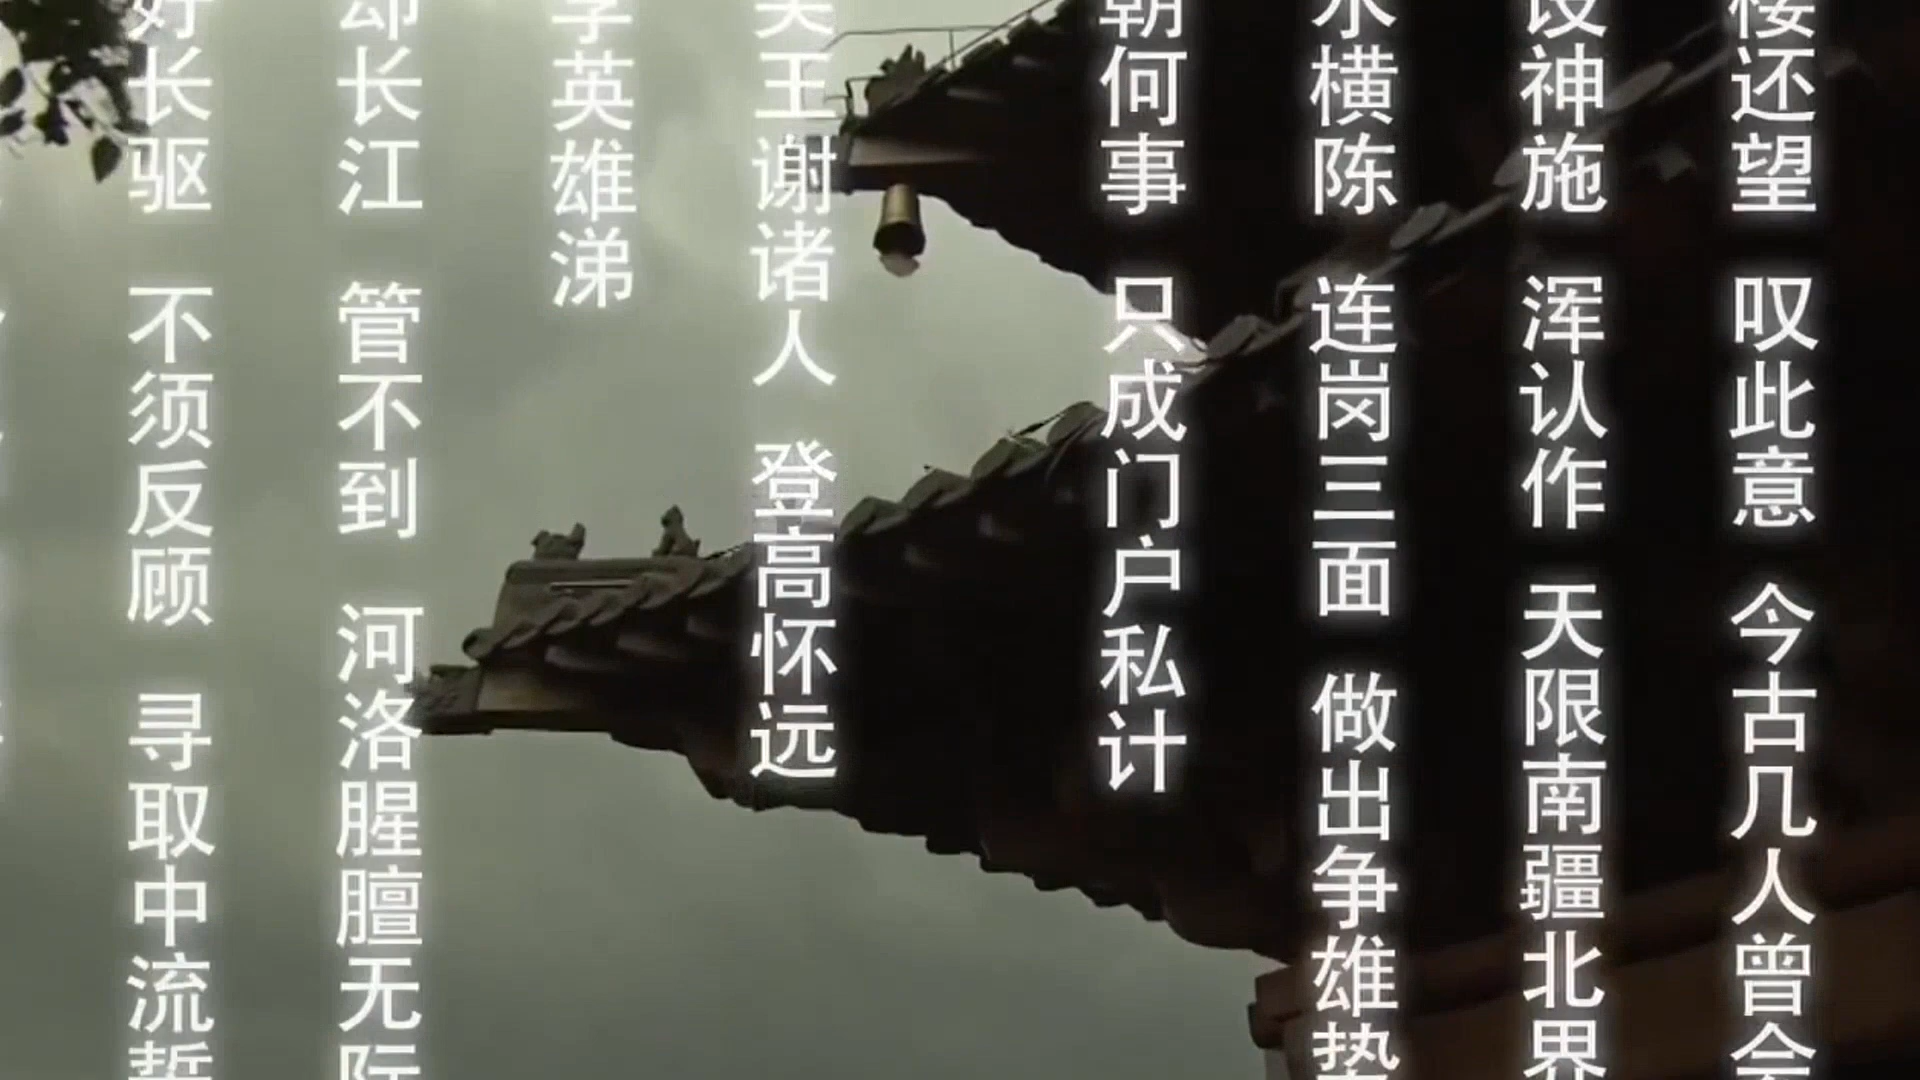 楼还望 叹此意 今古几人曾会
设神施 浑认作 天限南疆北界
水横陈 连岗三面 做出争雄势
朝何事 只成门户私计
笑王谢诸人 登高怀远
学英雄涕
却长江 管不到 河洛腥膻无际
好长驱 不须反顾 寻取中流誓